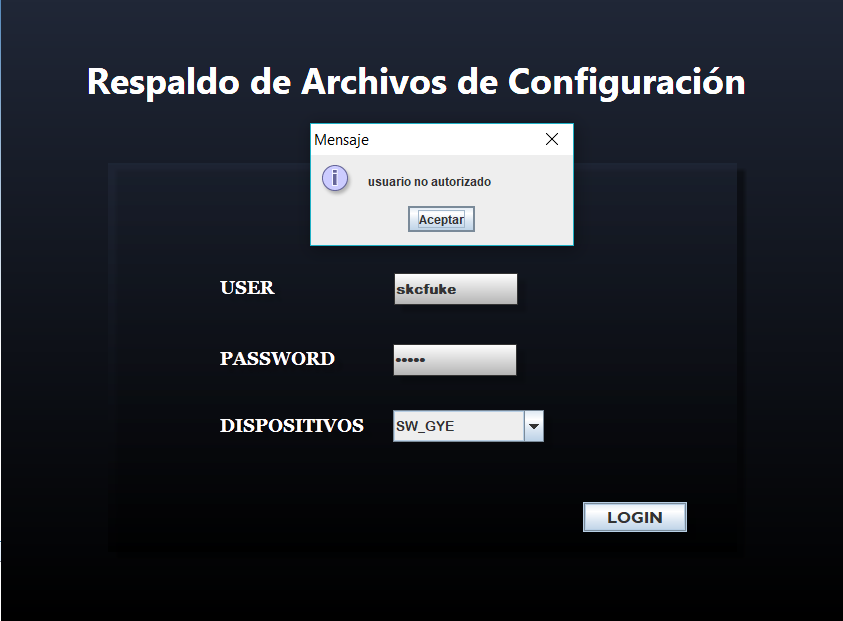 Respaldo de Archivos de Configuración
Mensaje
usuario no autorizado
Aceptar
USER
skcfuke
PASSWORD
•••••
DISPOSITIVOS
SW_GYE
LOGIN